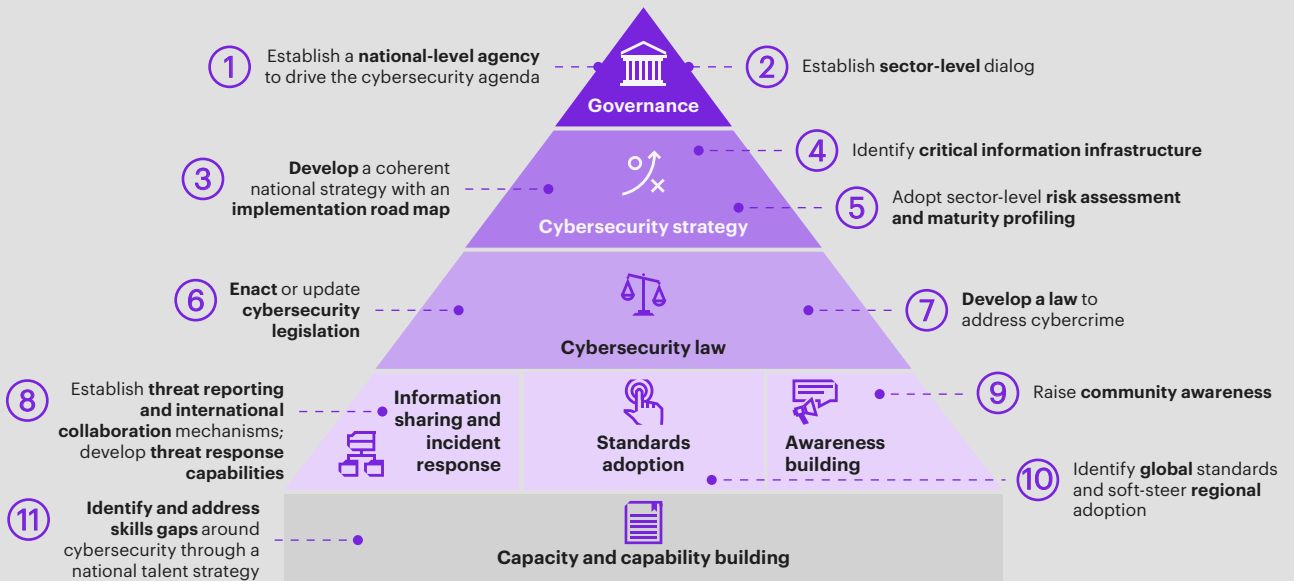 1
Establish a national-level agency
to drive the cybersecurity agenda
2
Establish sector-level dialog
Governance
3
Develop a coherent
national strategy with an
implementation road map
4
Identify critical information infrastructure
5
Adopt sector-level risk assessment
and maturity profiling
Cybersecurity strategy
6
Enact or update
cybersecurity
legislation
7
Develop a law to
address cybercrime
Cybersecurity law
8
Establish threat reporting
and international
collaboration mechanisms;
develop threat response
capabilities
Information
sharing and
incident
response
Standards
adoption
Awareness
building
9
Raise community awareness
10
Identify global standards
and soft-steer regional
adoption
11
Identify and address
skills gaps around
cybersecurity through a
national talent strategy
Capacity and capability building